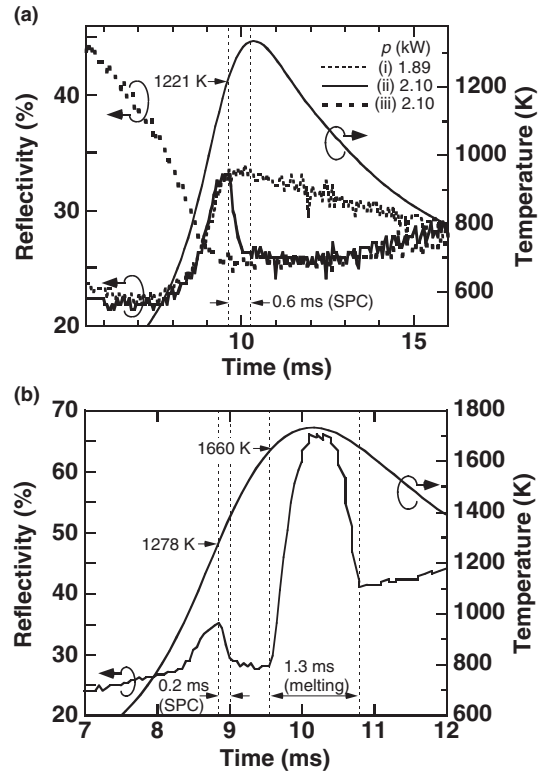 (a)
p (kW)
(i) 1.89
(ii) 2.10
(iii) 2.10
1221 K
40
30
20
Reflectivity (%)
1200
1000
800
600
Temperature (K)
0.6 ms (SPC)
10
15
Time (ms)
(b)
70
60
50
40
30
20
Reflectivity (%)
1800
1600
1400
1200
1000
800
600
Temperature (K)
1660 K
1278 K
0.2 ms
(SPC)
1.3 ms
(melting)
7
8
9
10
11
12
Time (ms)